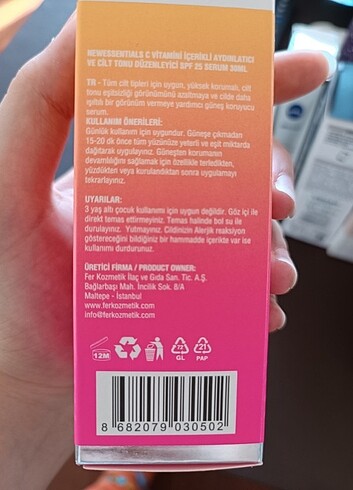 NEWESSENTIALS C VİTAMİNİ İÇERİKLİ AYDINLATICI
VE CİLT TONU DÜZENLEYİCİ SPF 25 SERUM 30ML
TR - Tüm cilt tipleri için uygun, yüksek korumalı, cilt
tonu eşitsizliği görünümünü azaltmaya ve cilde daha
ışıltılı bir görünüm vermeye yardımcı güneş koruyucu
serum.
KULLANIM ÖNERİLERİ:
Günlük kullanım için uygundur. Güneşe çıkmadan
15-20 dk önce tüm yüzünüze yeterli ve eşit miktarda
dağıtarak uygulayınız. Güneşten korumanın
devamlılığını sağlamak için özellikle terledikten,
yüzdükten veya kurulandıktan sonra uygulamayı
tekrarlayınız.
UYARILAR:
3 yaş altı çocuk kullanımı için uygun değildir. Göz içi ile
direkt temas ettirmeyiniz. Temas halinde bol su ile
durulayınız. Yutmayınız. Cildinizin Alerjik reaksiyon
göstereceğini bildiğiniz bir hammadde içerikte var ise
kullanımı durdurunuz.
ÜRETİCİ FİRMA / PRODUCT OWNER:
Fer Kozmetik İlaç ve Gıda San. Tic. A.Ş.
Bağlarbaşı Mah. İncilik Sok. 8/A
Maltepe - İstanbul
www.ferkozmetik.com
info@ferkozmetik.com
12M
72
GL
21
PAP
8 682079 030502